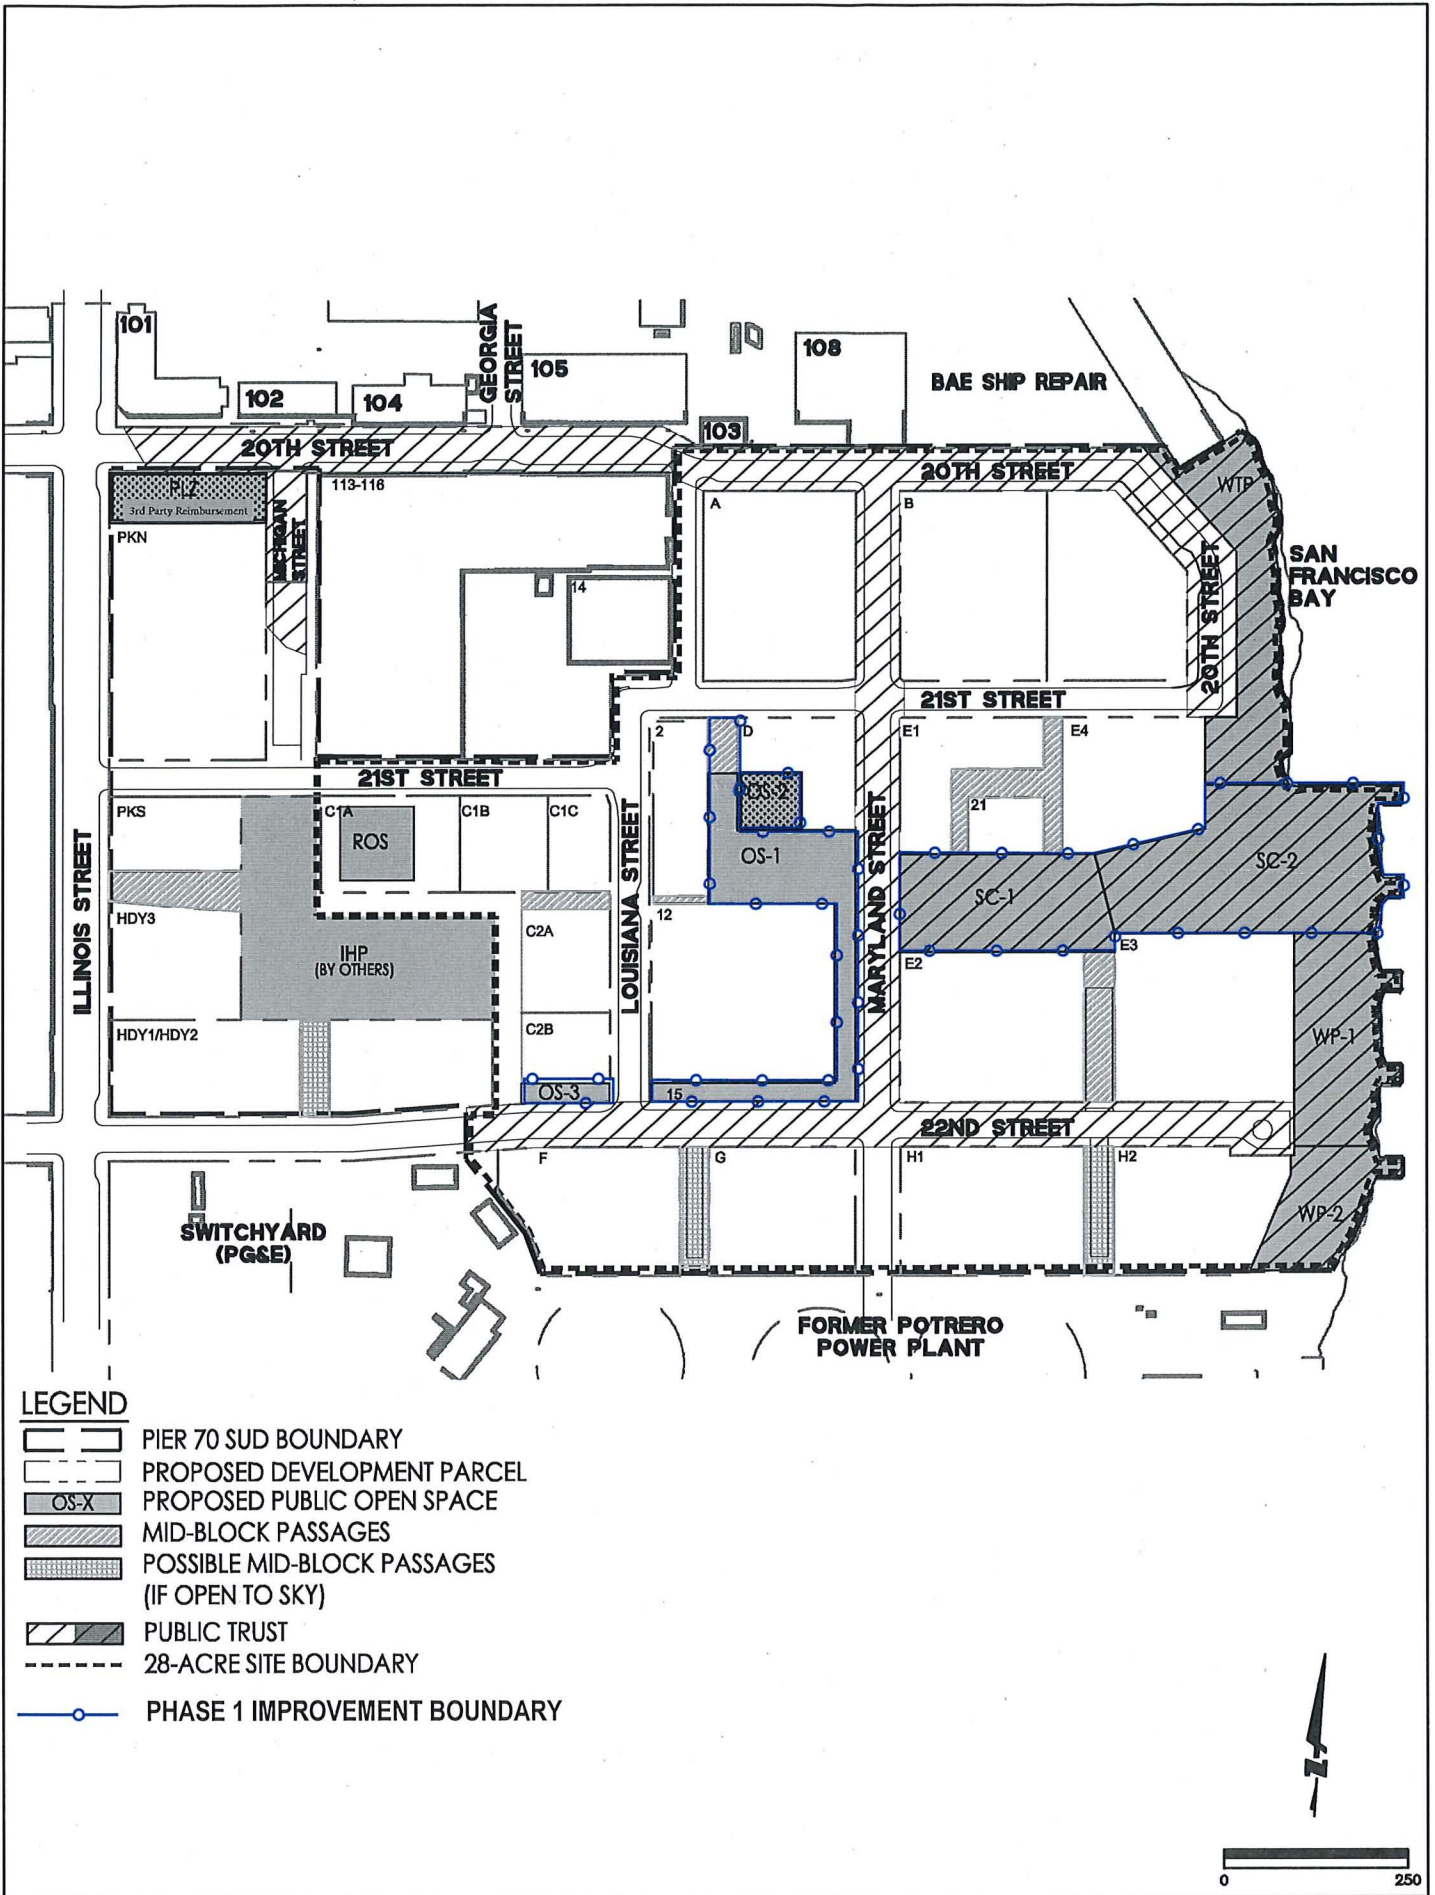 101
102
104
GEORGIA
STREET
105
103
108
BAE SHIP REPAIR
20TH STREET
20TH STREET
WTP
PLZ
3rd Party Reimbursement
MICHIGAN
STREET
113-116
PKN
A
B
14
20TH STREET
SAN
FRANCISCO
BAY
21ST STREET
2
D
E1
E4
21ST STREET
OS-2
PKS
C1A
C1B
C1C
21
ROS
OS-1
SC-2
SC-1
ILLINOIS STREET
LOUISIANA STREET
MARYLAND STREET
HDY3
12
C2A
E3
IHP
(BY OTHERS)
E2
HDY1/HDY2
C2B
WP-1
OS-3
15
22ND STREET
F
G
H1
H2
WP-2
SWITCHYARD
(PG&E)
FORMER POTRERO
POWER PLANT
LEGEND
PIER 70 SUD BOUNDARY
PROPOSED DEVELOPMENT PARCEL
OS-X PROPOSED PUBLIC OPEN SPACE
MID-BLOCK PASSAGES
POSSIBLE MID-BLOCK PASSAGES
(IF OPEN TO SKY)
PUBLIC TRUST
28-ACRE SITE BOUNDARY
PHASE 1 IMPROVEMENT BOUNDARY
N
0 250